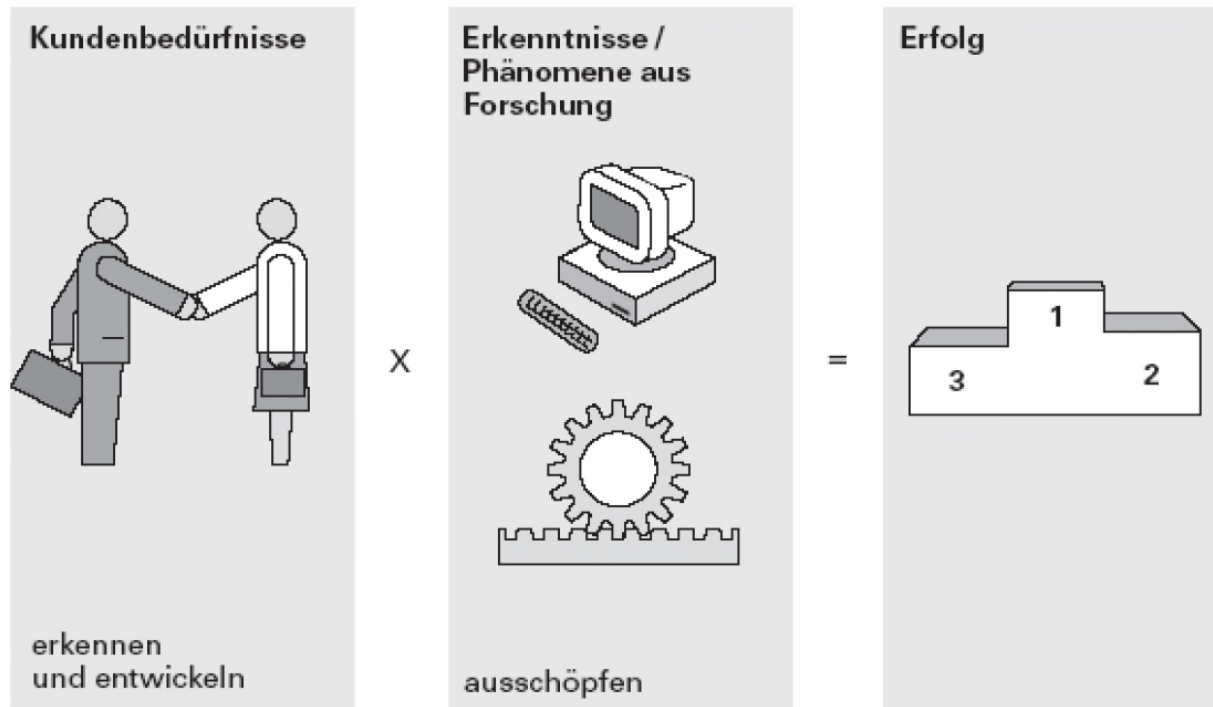 Kundenbedürfnisse
erkennen
und entwickeln
X
Erkenntnisse /
Phänomene aus
Forschung
ausschöpfen
=
Erfolg
1
3
2